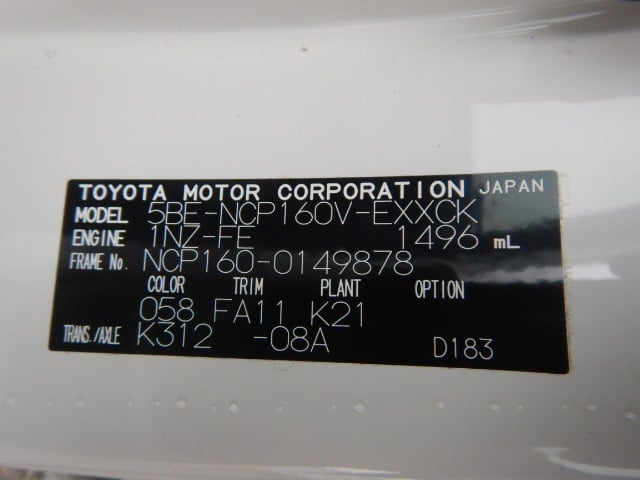 TOYOTA MOTOR CORPORATION JAPAN
MODEL 5BE-NCP160V-EXXCK
ENGINE 1NZ-FE 1496 mL
FRAME No. NCP160-0149878
COLOR TRIM PLANT OPTION
058 FA11 K21
TRANS./AXLE K312 -08A D183